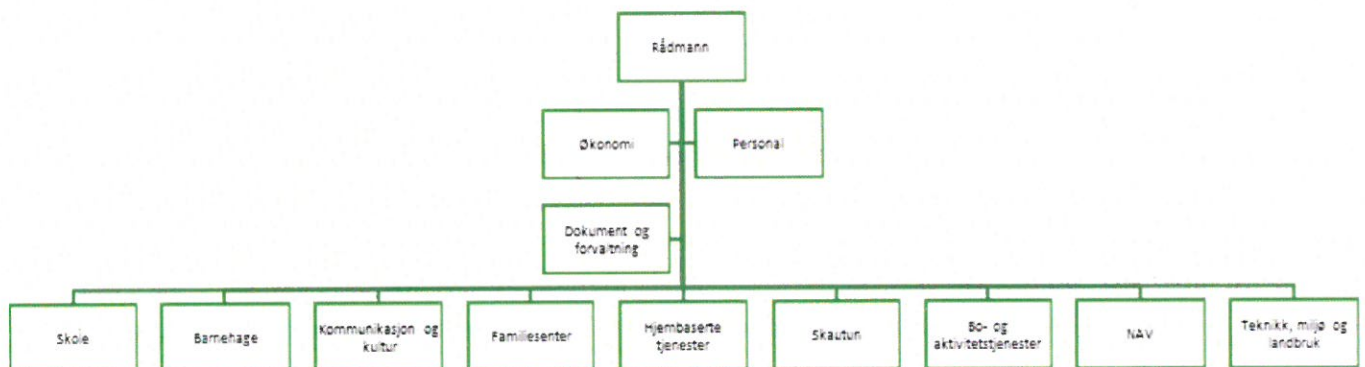 Rådmann
Økonomi
Personal
Dokument og
forvaltning
Skole
Barnehage
Kommunikasjon og
kultur
Familiesenter
Hjembaserte
tjenester
Skautun
Bo- og
aktivitetstjenester
NAV
Teknikk, miljø og
landbruk